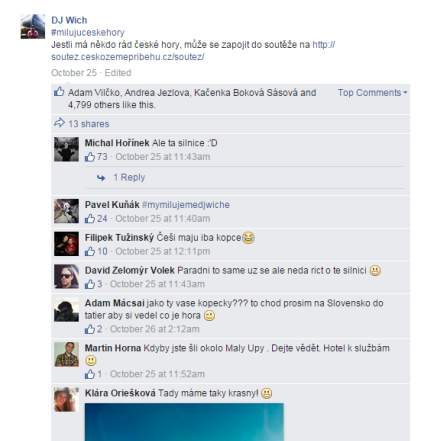 DJ Wich
#milujuceskehory
Jestli má někdo rád české hory, může se zapojit do soutěže na http://
soutez.ceskozemepribehu.cz/soutez/
October 25 · Edited
Adam Vilčko, Andrea Jezlova, Kačenka Boková Sásová and Top Comments
4,799 others like this.
13 shares
Michal Hořínek Ale ta silnice :'D
73 · October 25 at 11:43am
1 Reply
Pavel Kuňák #mymilujemedjwiche
24 · October 25 at 11:40am
Filipek Tužinský Češi maju iba kopce
10 · October 25 at 12:11pm
David Zelomýr Volek Paradni to same uz se ale neda rict o te silnici
3 · October 25 at 11:43am
Adam Mácsai jako ty vase kopecky??? to chod prosim na Slovensko do
tatier aby si vedel co je hora
2 · October 26 at 2:12am
Martin Horna Kdyby jste šli okolo Maly Upy . Dejte vědět. Hotel k službám
1 · October 25 at 11:52am
Klára Oriešková Tady máme taky krasny!